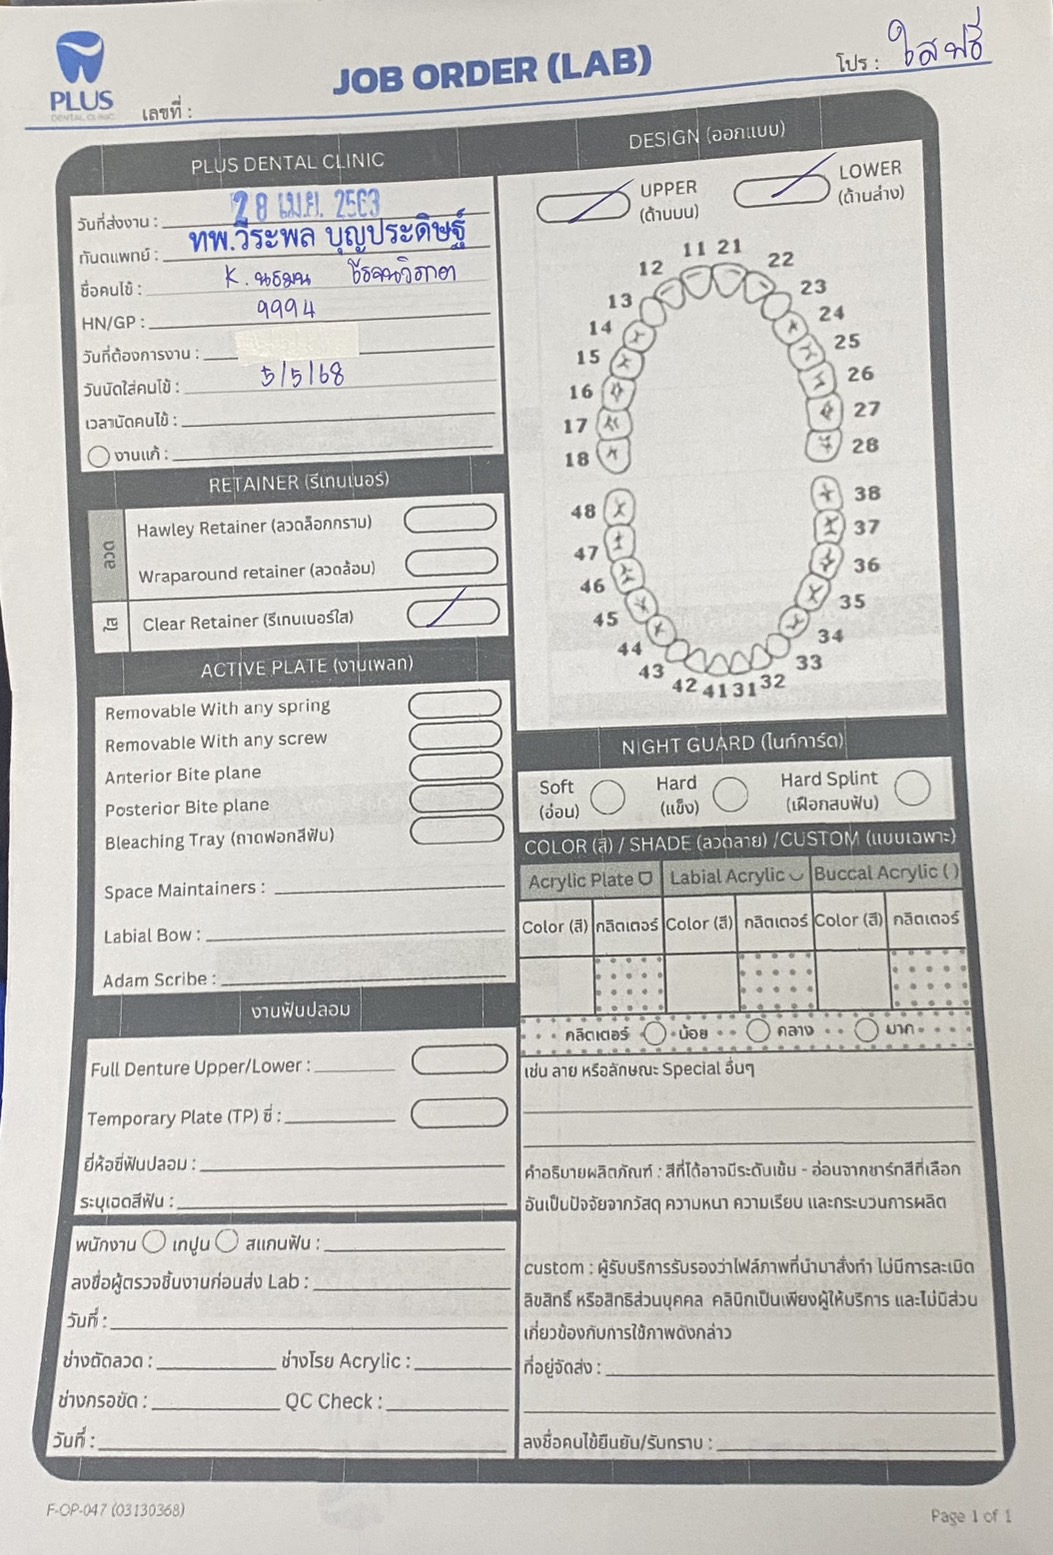 PLUS
DENTAL CLINIC
เลขที่ :
JOB ORDER (LAB)
โปร : ใสฟรี
PLUS DENTAL CLINIC
วันที่ส่งงาน : 28 เม.ย. 2563
ทันตแพทย์ : ทพ.วีระพล บุญประดิษฐ์
ชื่อคนไข้ : K.
HN/GP : 9994
วันที่ต้องการงาน :
วันนัดใส่คนไข้ : 5/5/68
เวลานัดคนไข้ :
งานแก้ :
RETAINER (รีเทนเนอร์)
ลวด
Hawley Retainer (ลวดล็อกกราม)
Wraparound retainer (ลวดล้อม)
ใส
Clear Retainer (รีเทนเนอร์ใส)
ACTIVE PLATE (งานเพลท)
Removable With any spring
Removable With any screw
Anterior Bite plane
Posterior Bite plane
Bleaching Tray (ถาดฟอกสีฟัน)
Space Maintainers :
Labial Bow :
Adam Scribe :
งานฟันปลอม
Full Denture Upper/Lower :
Temporary Plate (TP) ซี่ :
ยี่ห้อซี่ฟันปลอม :
ระบุเฉดสีฟัน :
พนักงาน เทปูน สแกนฟัน :
ลงชื่อผู้ตรวจชิ้นงานก่อนส่ง Lab :
วันที่ :
ช่างดัดลวด : ช่างโรย Acrylic :
ช่างกรอขัด : QC Check :
วันที่ :
DESIGN (ออกแบบ)
UPPER
(ด้านบน)
LOWER
(ด้านล่าง)
11 21
12 22
13 23
14 24
15 25
16 26
17 27
18 28
48 38
47 37
46 36
45 35
44 34
43 33
42 41 31 32
NIGHT GUARD (ไนท์การ์ด)
Soft
(อ่อน)
Hard
(แข็ง)
Hard Splint
(เฝือกสบฟัน)
COLOR (สี) / SHADE (ลวดลาย) /CUSTOM (แบบเฉพาะ)
Acrylic Plate Labial Acrylic Buccal Acrylic ( )
Color (สี) กลิตเตอร์ Color (สี) กลิตเตอร์ Color (สี) กลิตเตอร์
กลิตเตอร์ น้อย กลาง มาก
เช่น ลาย หรือลักษณะ Special อื่นๆ
คำอธิบายผลิตภัณฑ์ : สีที่ได้อาจมีระดับเข้ม - อ่อนจากชาร์ทสีที่เลือก
อันเป็นปัจจัยจากวัสดุ ความหนา ความเรียบ และกระบวนการผลิต
custom : ผู้รับบริการรับรองว่าไฟล์ภาพที่นำมาสั่งทำ ไม่มีการละเมิด
ลิขสิทธิ์ หรือสิทธิส่วนบุคคล คลินิกเป็นเพียงผู้ให้บริการ และไม่มีส่วน
เกี่ยวข้องกับการใช้ภาพดังกล่าว
ที่อยู่จัดส่ง :
ลงชื่อคนไข้ยืนยัน/รับทราบ :
F-OP-047 (03130368)
Page 1 of 1